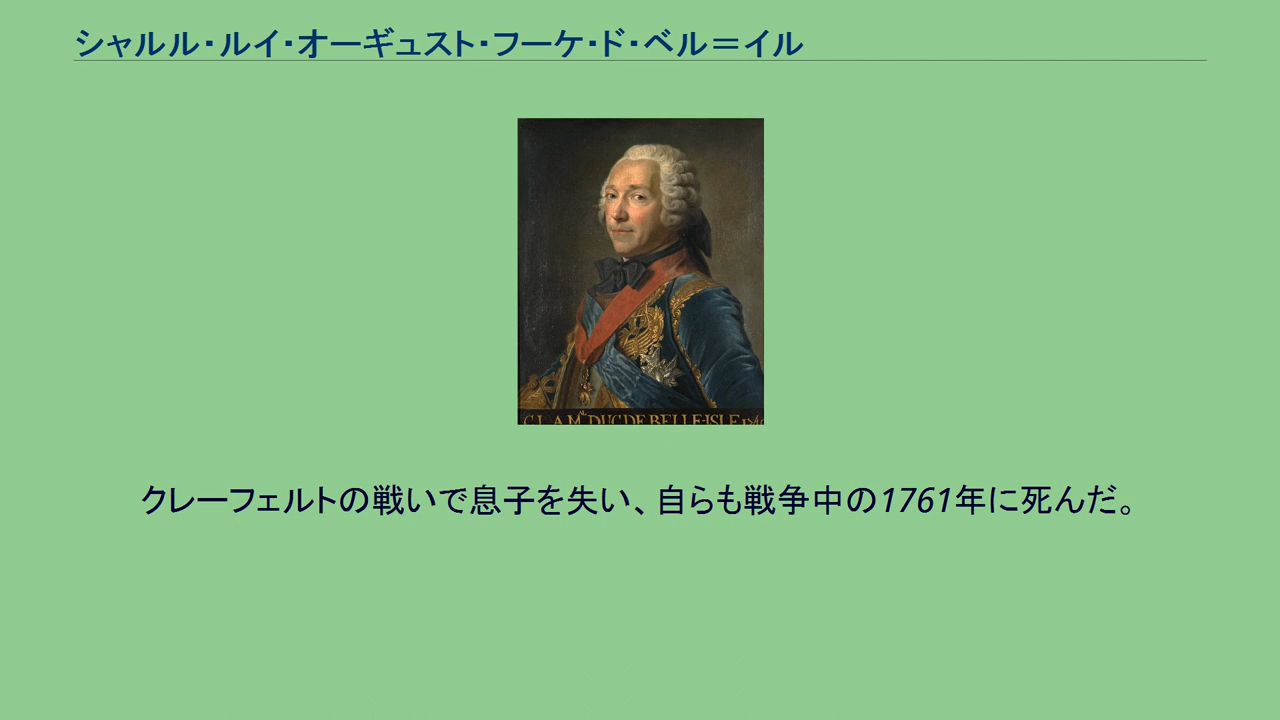 シャルル・ルイ・オーギュスト・フーケ・ド・ベル＝イル
C L A MAL DUC DE BELLE-ISLE
クレーフェルトの戦いで息子を失い、自らも戦争中の1761年に死んだ。